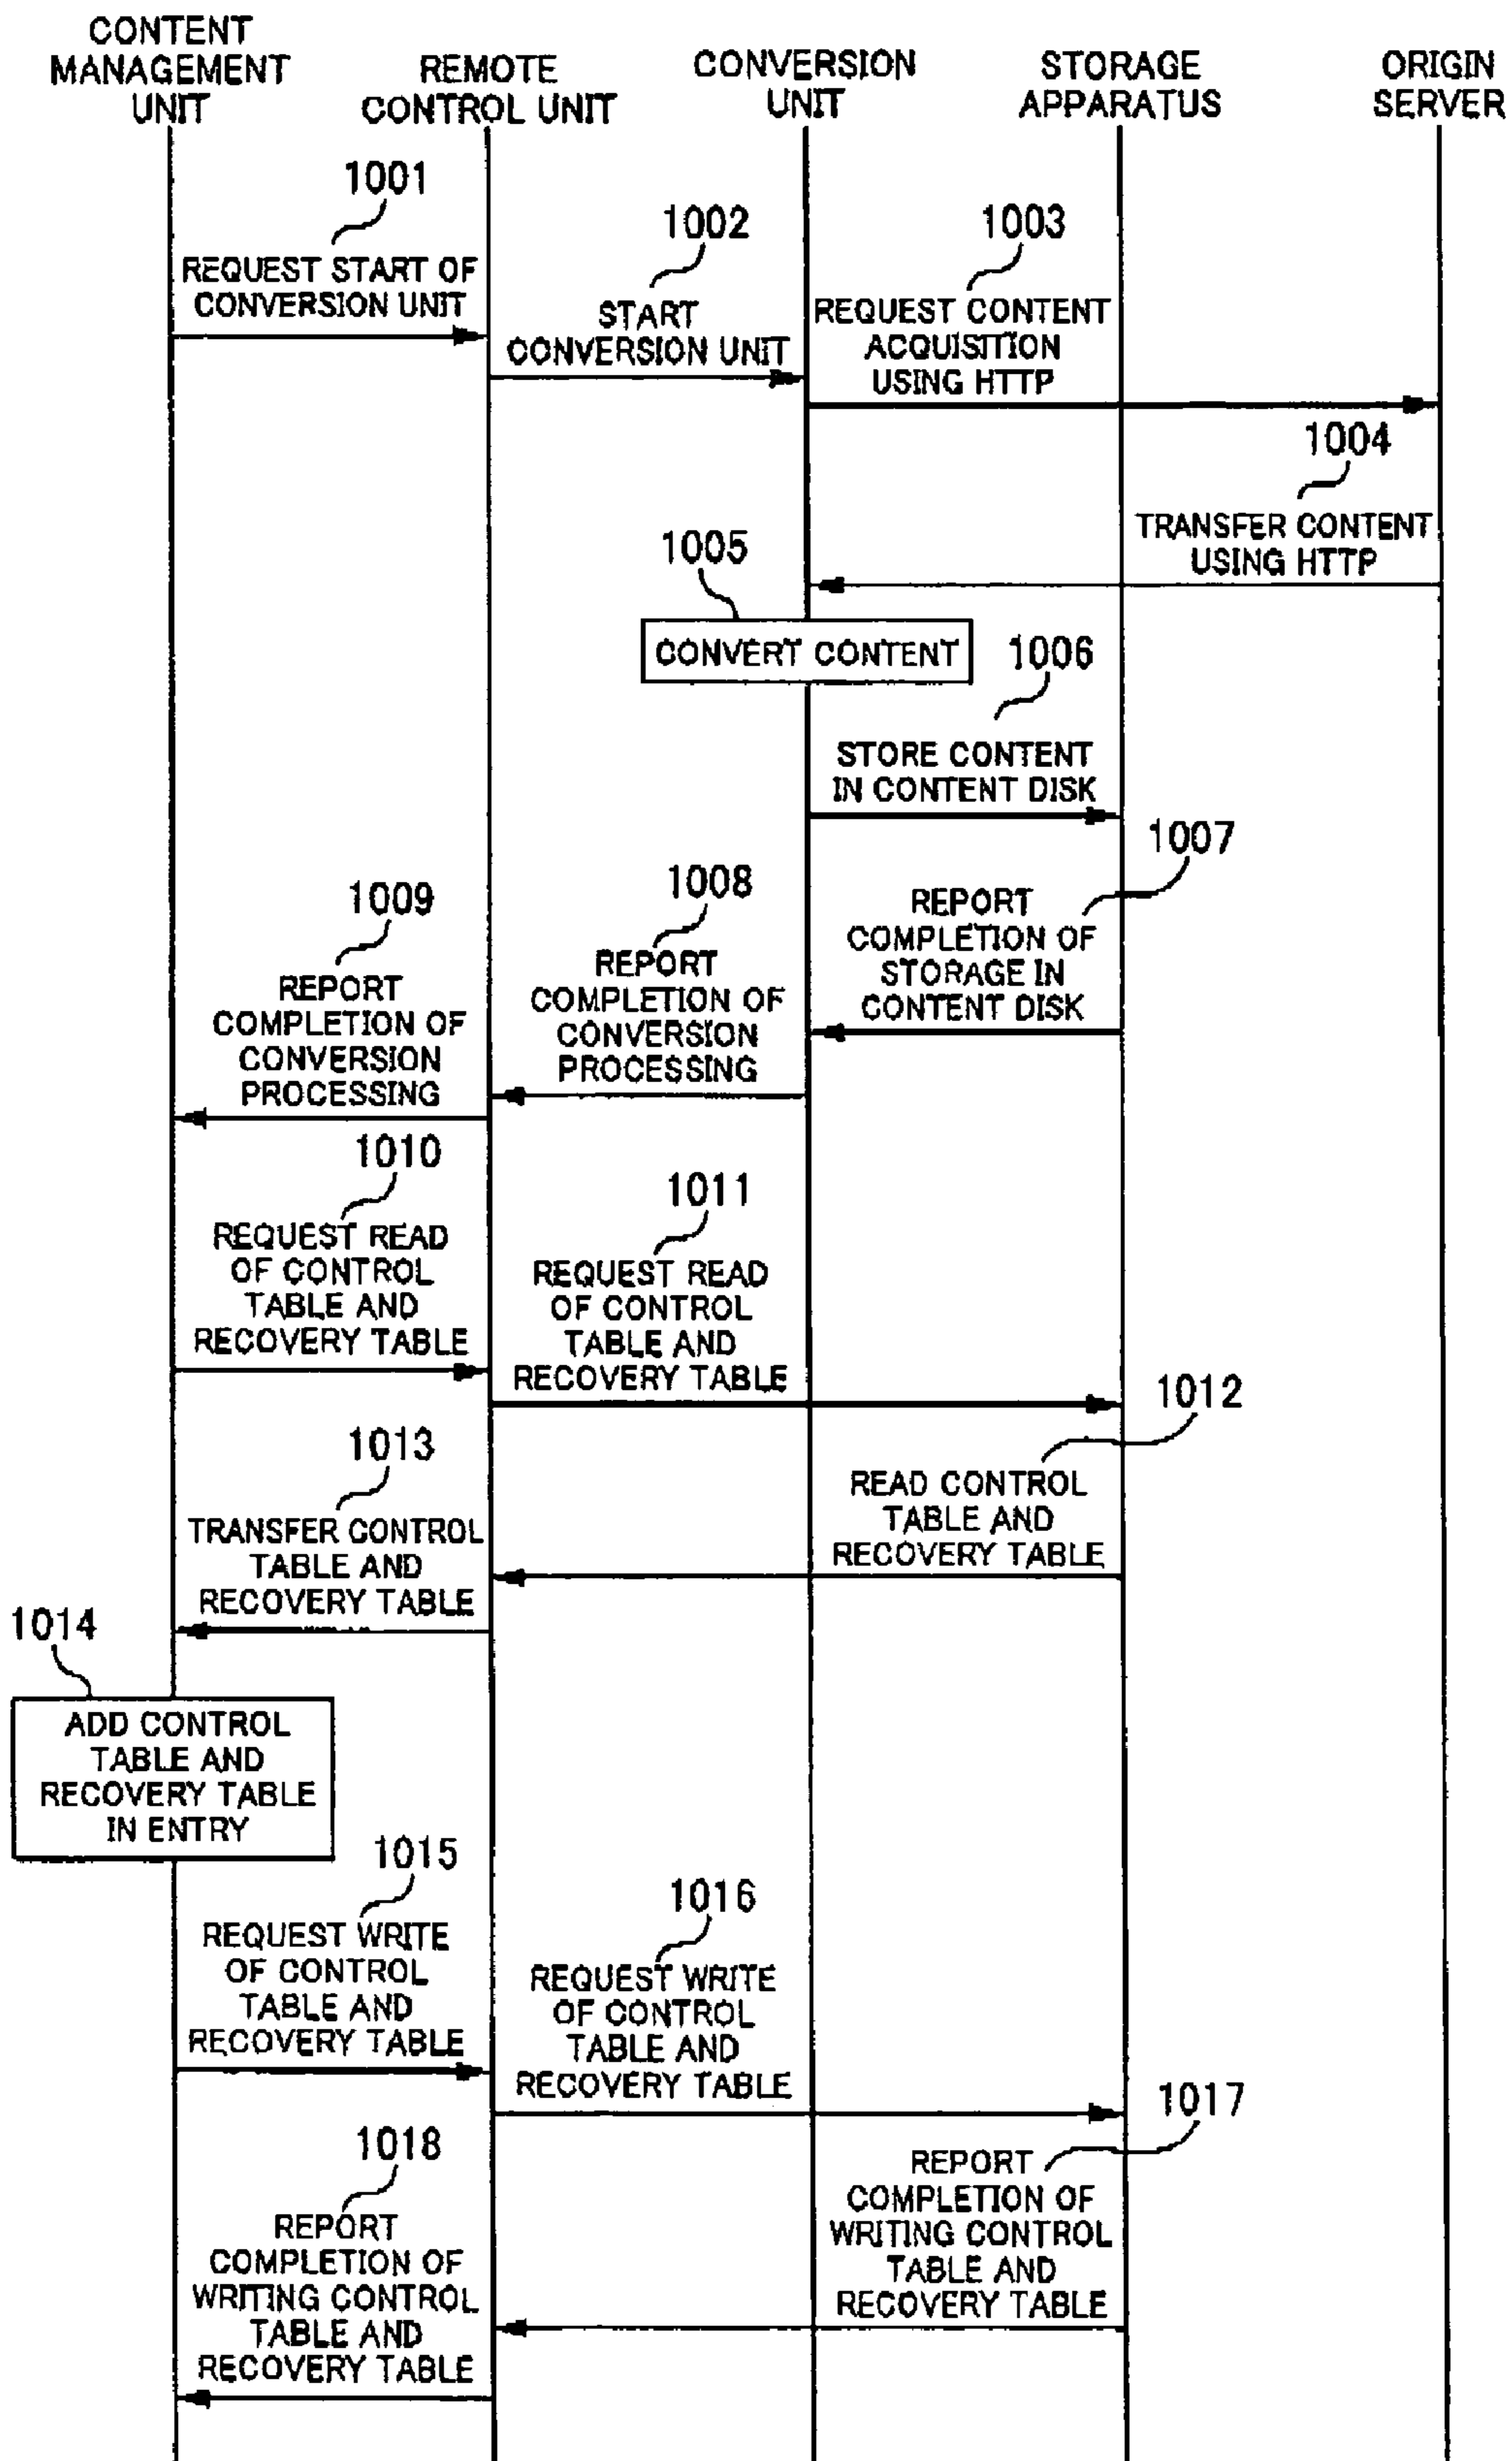 CONTENT
MANAGEMENT
UNIT
REMOTE
CONTROL UNIT
CONVERSION
UNIT
STORAGE
APPARATUS
ORIGIN
SERVER
1001
REQUEST START OF
CONVERSION UNIT
1002
START
CONVERSION UNIT
1003
REQUEST CONTENT
ACQUISITION
USING HTTP
1004
TRANSFER CONTENT
USING HTTP
1005
CONVERT CONTENT
1006
STORE CONTENT
IN CONTENT DISK
1007
REPORT
COMPLETION OF
STORAGE IN
CONTENT DISK
1008
REPORT
COMPLETION OF
CONVERSION
PROCESSING
1009
REPORT
COMPLETION OF
CONVERSION
PROCESSING
1010
REQUEST READ
OF CONTROL
TABLE AND
RECOVERY TABLE
1011
REQUEST READ
OF CONTROL
TABLE AND
RECOVERY TABLE
1012
READ CONTROL
TABLE AND
RECOVERY TABLE
1013
TRANSFER CONTROL
TABLE AND
RECOVERY TABLE
1014
ADD CONTROL
TABLE AND
RECOVERY TABLE
IN ENTRY
1015
REQUEST WRITE
OF CONTROL
TABLE AND
RECOVERY TABLE
1016
REQUEST WRITE
OF CONTROL
TABLE AND
RECOVERY TABLE
1017
REPORT
COMPLETION OF
WRITING CONTROL
TABLE AND
RECOVERY TABLE
1018
REPORT
COMPLETION OF
WRITING CONTROL
TABLE AND
RECOVERY TABLE